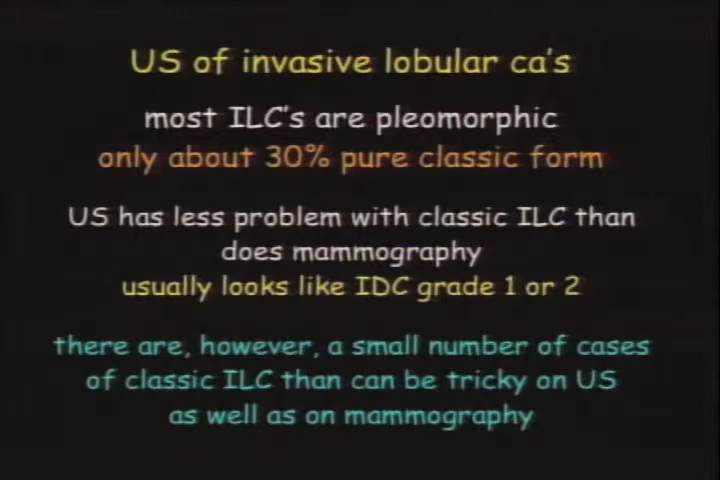 US of invasive lobular ca's
most ILC's are pleomorphic
only about 30% pure classic form
US has less problem with classic ILC than
does mammography
usually looks like IDC grade 1 or 2
there are, however, a small number of cases
of classic ILC than can be tricky on US
as well as on mammography